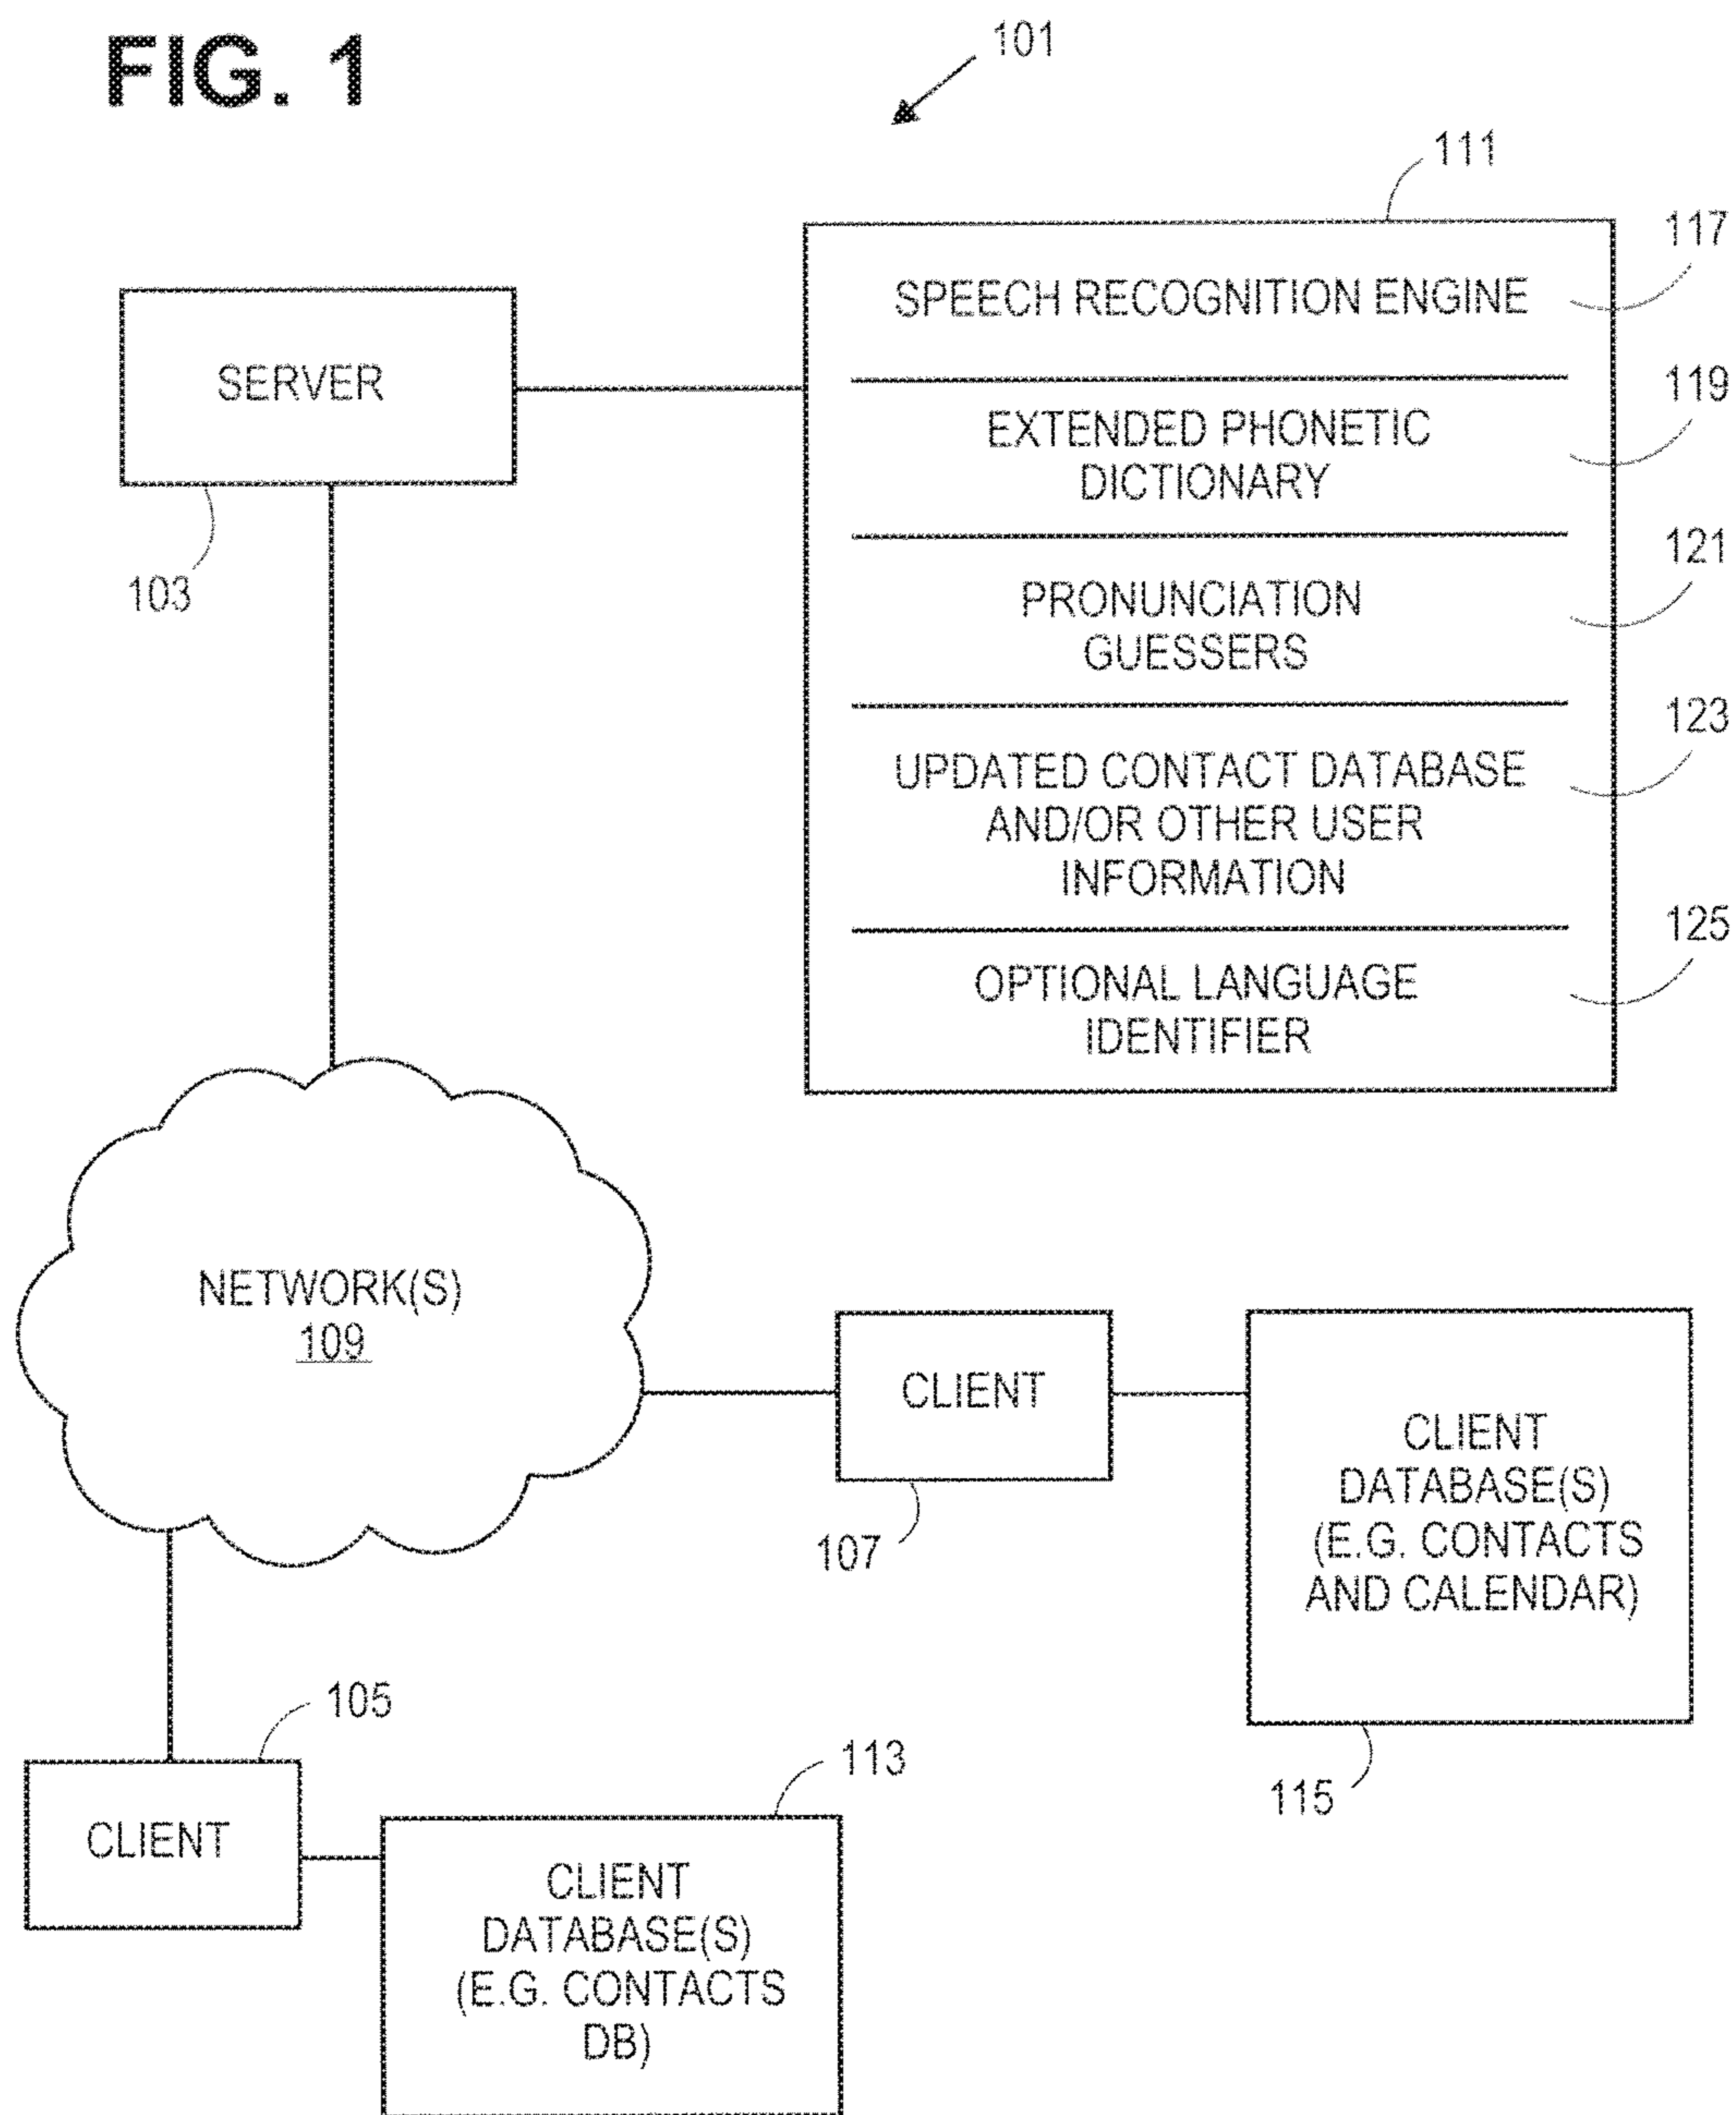 FIG. 1
101
111
117
SPEECH RECOGNITION ENGINE
SERVER
119
EXTENDED PHONETIC
DICTIONARY
103
121
PRONUNCIATION
GUESSERS
123
UPDATED CONTACT DATABASE
AND/OR OTHER USER
INFORMATION
125
OPTIONAL LANGUAGE
IDENTIFIER
NETWORK(S)
109
CLIENT
107
CLIENT
DATABASE(S)
(E.G. CONTACTS
AND CALENDAR)
115
105
CLIENT
113
CLIENT
DATABASE(S)
(E.G. CONTACTS
DB)